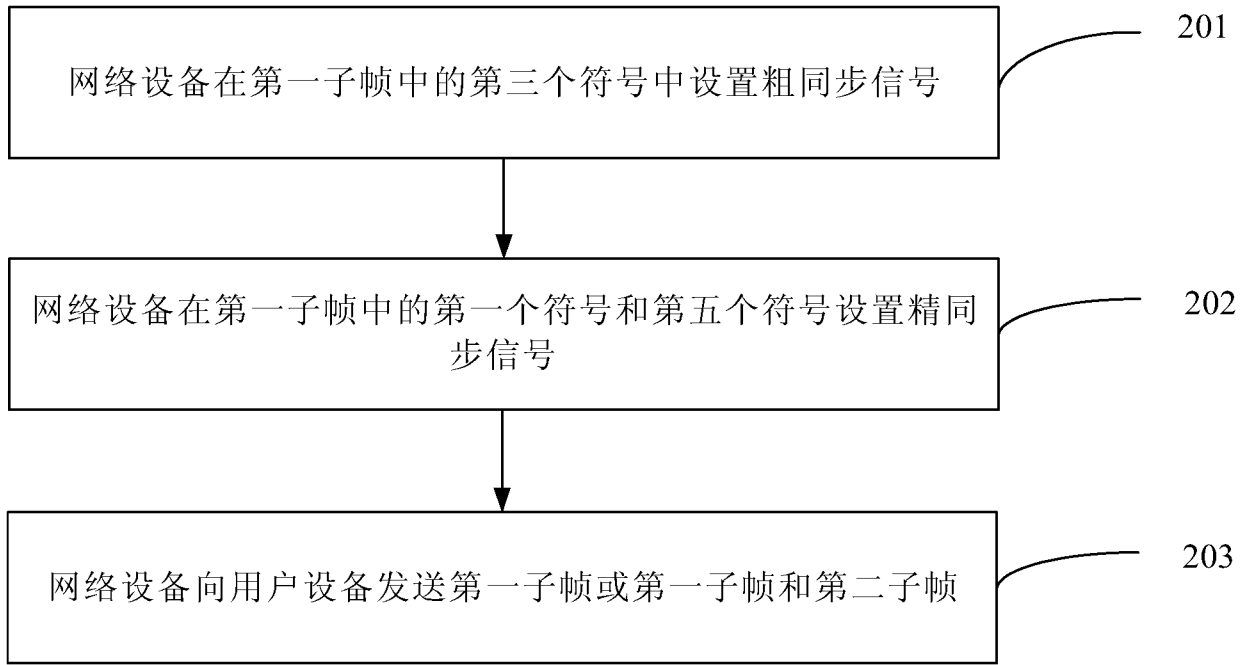 网络设备在第一子帧中的第三个符号中设置粗同步信号
201
网络设备在第一子帧中的第一个符号和第五个符号设置精同
步信号
202
网络设备向用户设备发送第一子帧或第一子帧和第二子帧
203